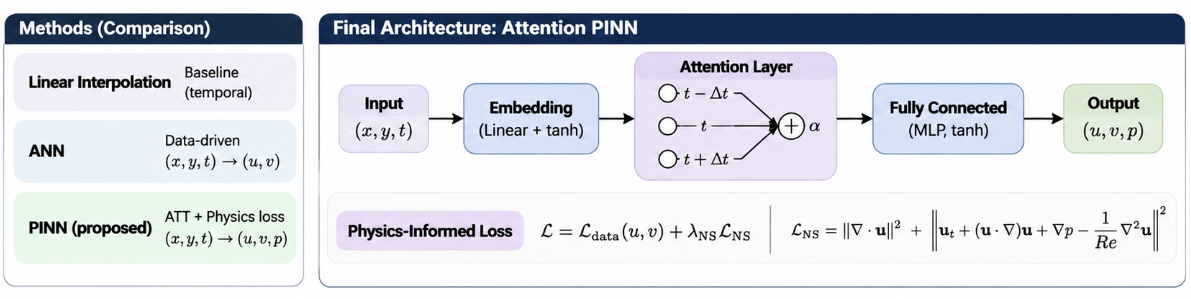 Methods (Comparison)
Linear Interpolation
Baseline
(temporal)
ANN
Data-driven
(x, y, t) → (u, v)
PINN (proposed)
ATT + Physics loss
(x, y, t) → (u, v, p)
Final Architecture: Attention PINN
Input
(x, y, t)
Embedding
(Linear + tanh)
Attention Layer
t − Δt
t
t + Δt
+ α
Fully Connected
(MLP, tanh)
Output
(u, v, p)
Physics-Informed Loss
ℒ = ℒ_data(u, v) + λ_NS ℒ_NS
ℒ_NS = ‖∇ · 𝐮‖² + ‖𝐮_t + (𝐮 · ∇)𝐮 + ∇p − 1/Re ∇²𝐮‖²